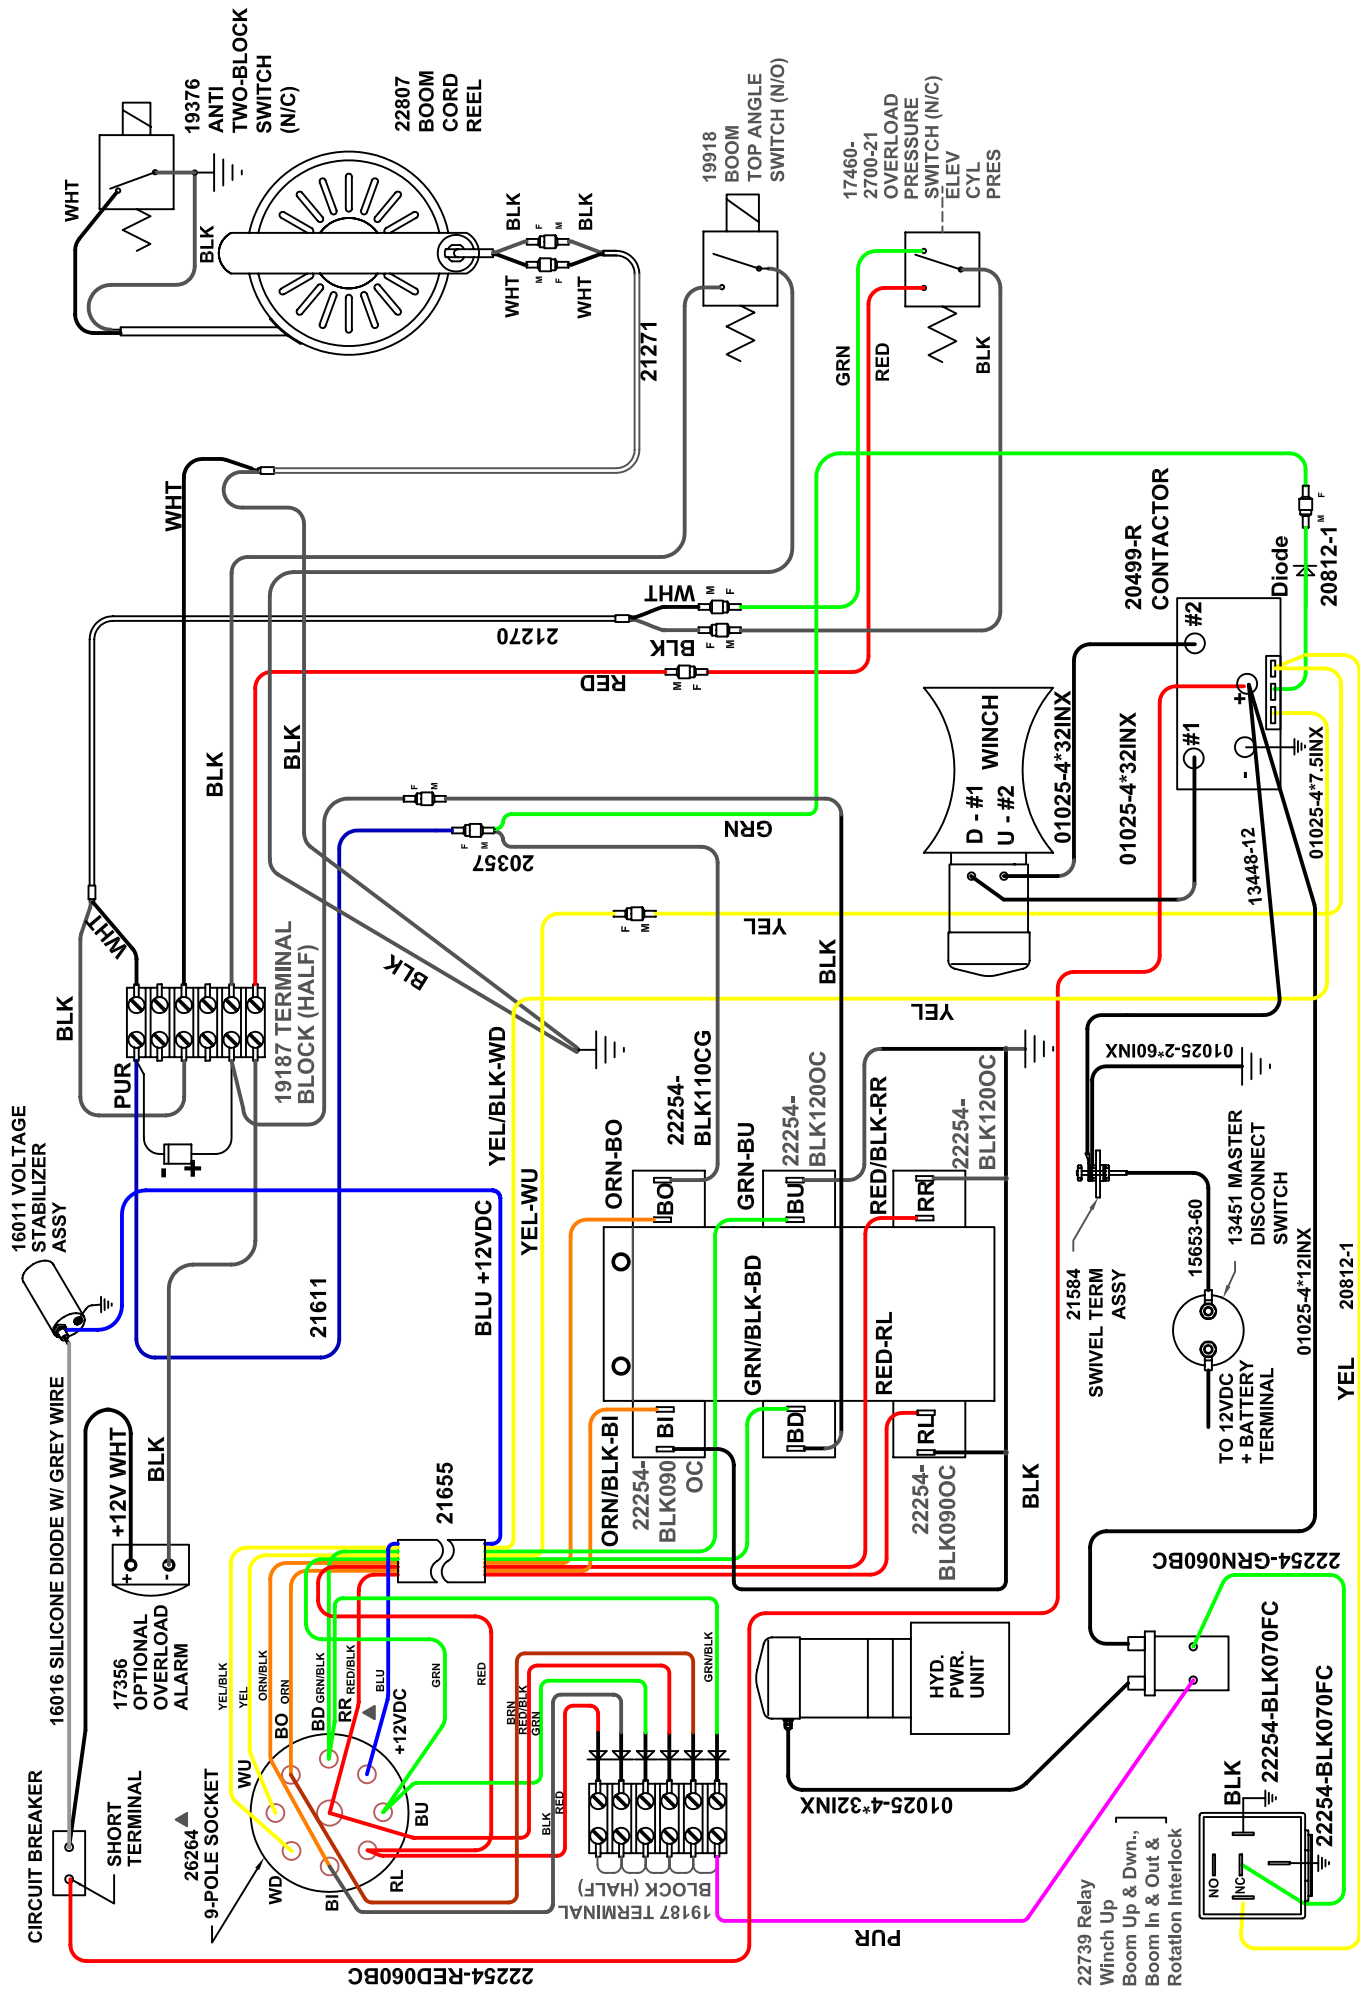 19376
ANTI
TWO-BLOCK
SWITCH
(N/C)
WHT
BLK
22807
BOOM
CORD
REEL
BLK
F
M
BLK
WHT
M
F
WHT
21271
19918
BOOM
TOP ANGLE
SWITCH (N/O)
17460-
2700-21
OVERLOAD
PRESSURE
SWITCH (N/C)
ELEV
CYL
PRES
GRN
RED
BLK
WHT
BLK
BLK
21270
WHT
M
F
BLK
F
M
RED
M
F
20499-R
CONTACTOR
#2
#1
+
-
Diode
M
F
20812-1
01025-4*32INX
01025-4*32INX
01025-4*7.5INX
13448-12
WINCH
D - #1
U - #2
F
M
F
M
20357
GRN
WHT
BLK
PUR
19187 TERMINAL
BLOCK (HALF)
BLK
F
M
YEL
BLK
YEL
16011 VOLTAGE
STABILIZER
ASSY
-
+
YEL/BLK-WD
YEL-WU
BLU +12VDC
21611
ORN-BO
22254-
BLK110CG
BO
GRN-BU
22254-
BLK120OC
BU
RED/BLK-RR
22254-
BLK120OC
RR
GRN/BLK-BD
RED-RL
ORN/BLK-BI
22254-
BLK090
OC
BI
BD
RL
22254-
BLK090OC
BLK
01025-2*60INX
21584
SWIVEL TERM
ASSY
15653-60
13451 MASTER
DISCONNECT
SWITCH
TO 12VDC
+ BATTERY
TERMINAL
01025-4*12INX
20812-1
YEL
16016 SILICONE DIODE W/ GREY WIRE
+12V WHT
BLK
+
-
17356
OPTIONAL
OVERLOAD
ALARM
21655
CIRCUIT BREAKER
SHORT
TERMINAL
26264
9-POLE SOCKET
WD
WU
BO
BD
RR
+12VDC
BU
RL
BI
YEL/BLK
YEL
ORN/BLK
ORN
GRN/BLK
RED/BLK
BLU
GRN
RED
BRN
RED/BLK
GRN
BLK
RED
GRN/BLK
19187 TERMINAL
BLOCK (HALF)
PUR
22254-RED060BC
HYD.
PWR.
UNIT
01025-4*32INX
22254-GRN060BC
22254-BLK070FC
22254-BLK070FC
BLK
NO
NC
22739 Relay
Winch Up
Boom Up & Dwn.,
Boom In & Out &
Rotation Interlock